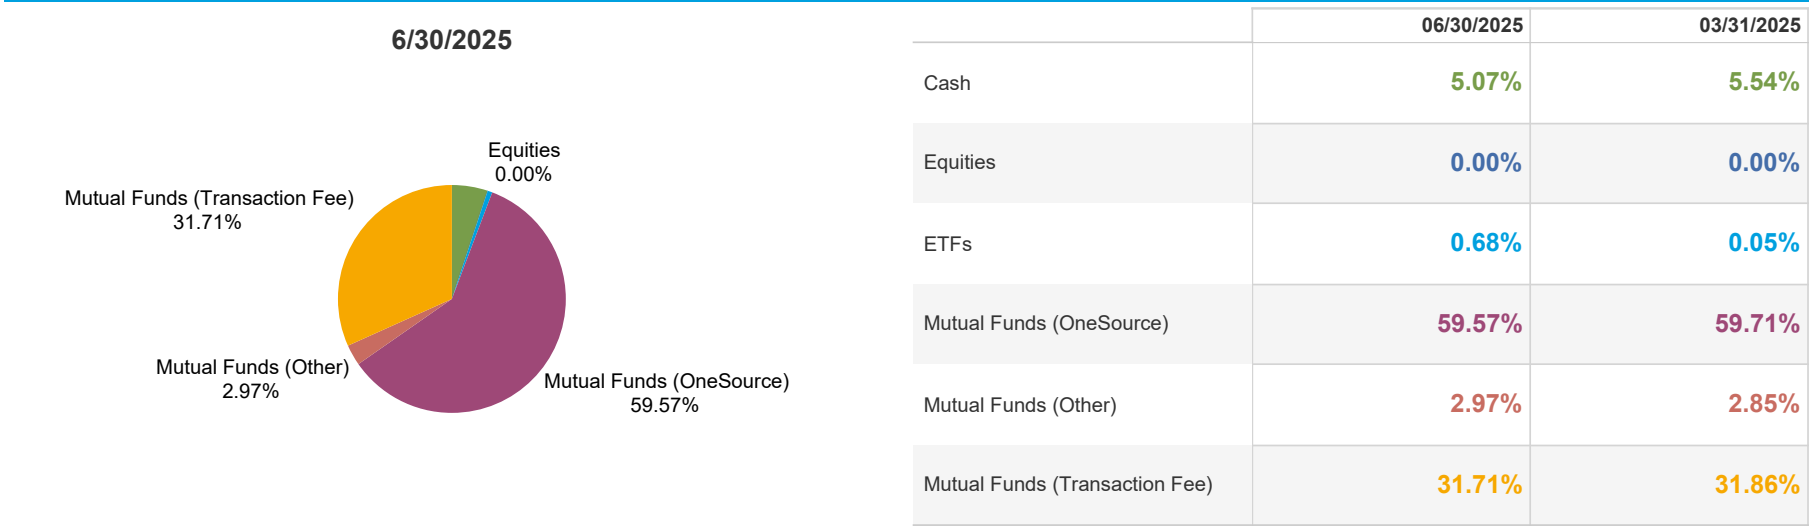 6/30/2025
Equities
0.00%
Mutual Funds (Transaction Fee)
31.71%
Mutual Funds (Other)
2.97%
Mutual Funds (OneSource)
59.57%
06/30/2025 03/31/2025
Cash 5.07% 5.54%
Equities 0.00% 0.00%
ETFs 0.68% 0.05%
Mutual Funds (OneSource) 59.57% 59.71%
Mutual Funds (Other) 2.97% 2.85%
Mutual Funds (Transaction Fee) 31.71% 31.86%